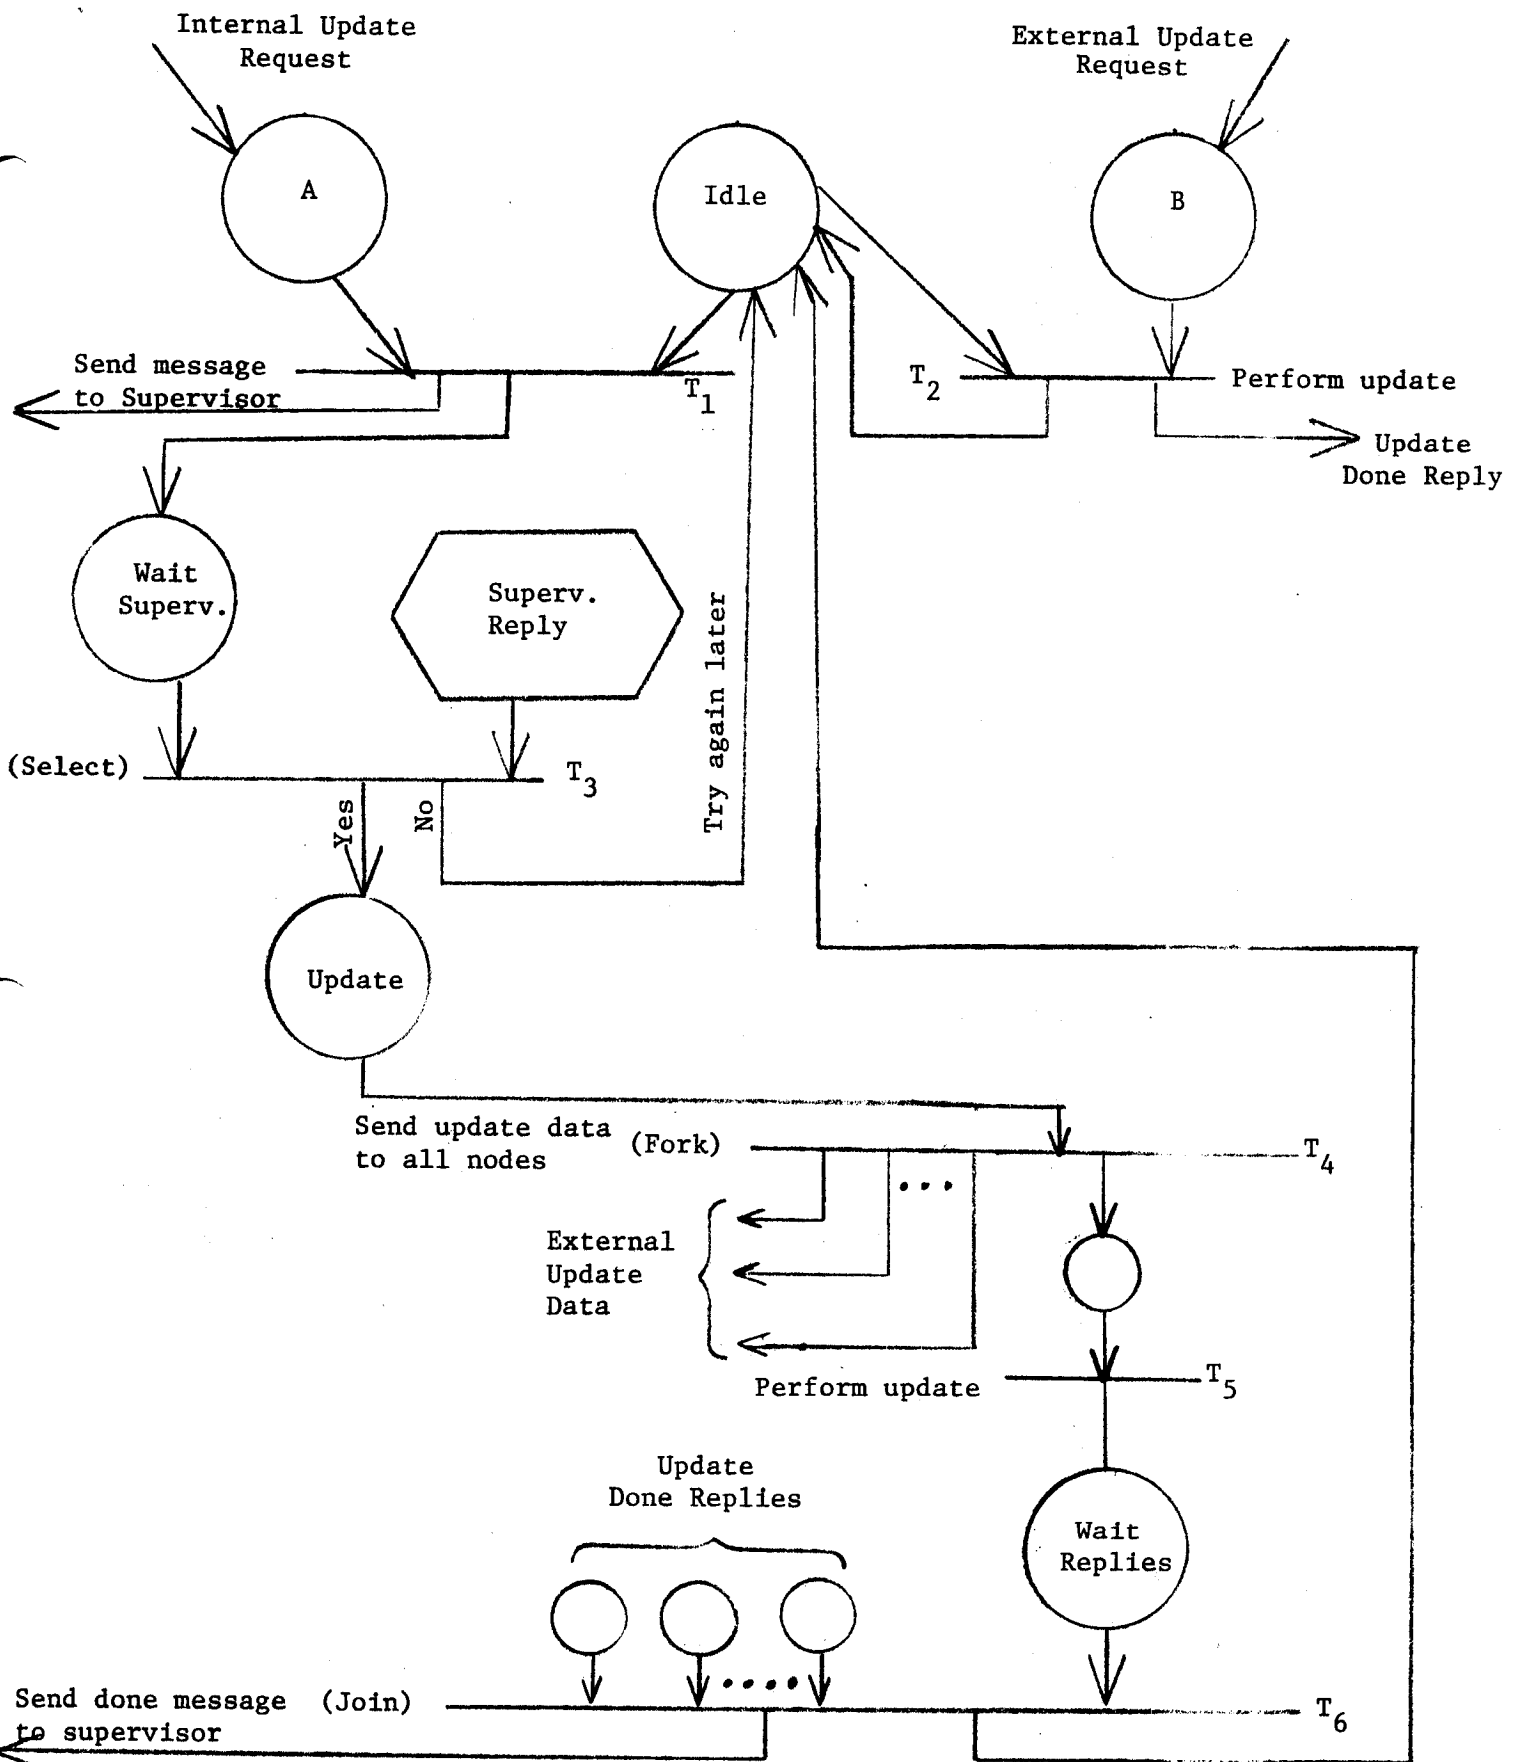 Internal Update
Request
External Update
Request
A
Idle
B
Send message
to Supervisor
T1
T2
Perform update
Update
Done Reply
Wait
Superv.
Superv.
Reply
Try again later
(Select)
T3
Yes
No
Update
Send update data
to all nodes
(Fork)
T4
...
External
Update
Data
Perform update
T5
Update
Done Replies
Wait
Replies
....
Send done message
to supervisor
(Join)
T6